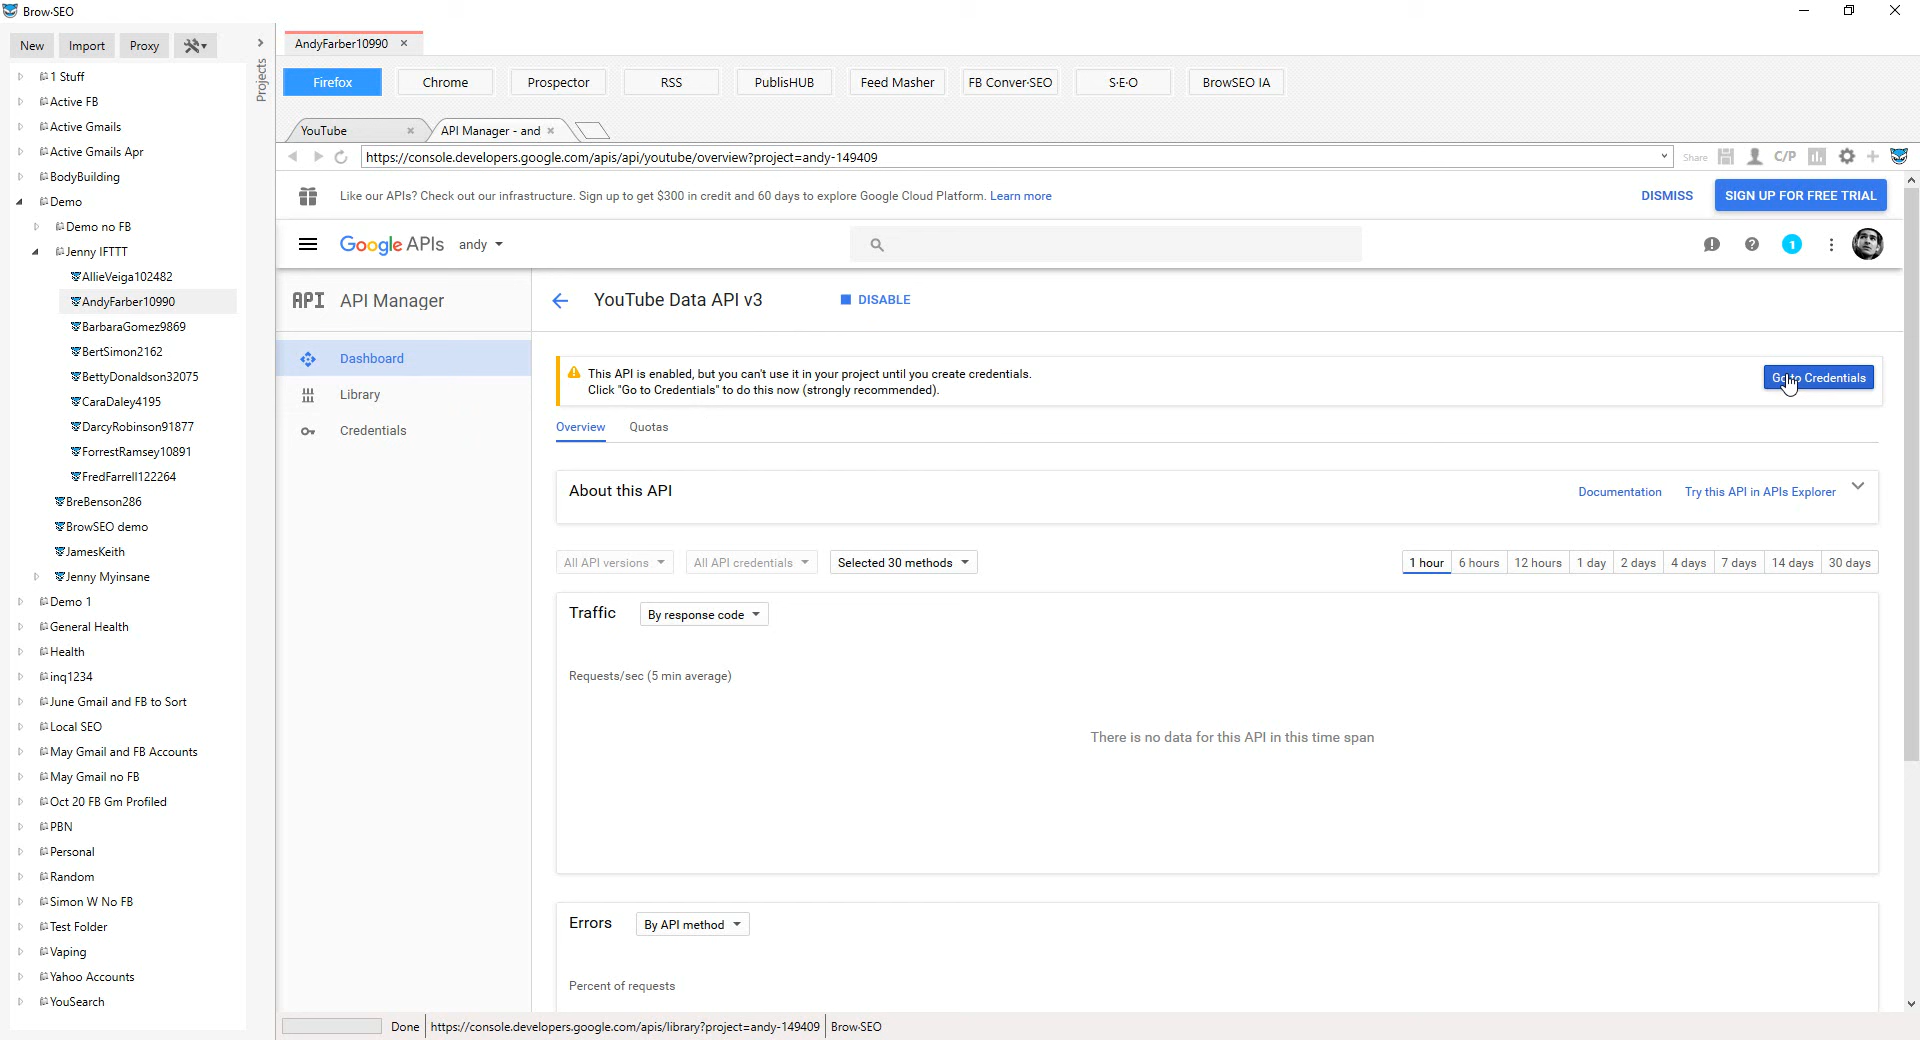 Brow·SEO
New
Import
Proxy
Projects
1 Stuff
Active FB
Active Gmails
Active Gmails Apr
BodyBuilding
Demo
Demo no FB
Jenny IFTTT
AllieVeiga102482
AndyFarber10990
BarbaraGomez9869
BertSimon2162
BettyDonaldson32075
CaraDaley4195
DarcyRobinson91877
ForrestRamsey10891
FredFarrell122264
BreBenson286
BrowSEO demo
JamesKeith
Jenny Myinsane
Demo 1
General Health
Health
inq1234
June Gmail and FB to Sort
Local SEO
May Gmail and FB Accounts
May Gmail no FB
Oct 20 FB Gm Profiled
PBN
Personal
Random
Simon W No FB
Test Folder
Vaping
Yahoo Accounts
YouSearch
AndyFarber10990
Firefox
Chrome
Prospector
RSS
PublisHUB
Feed Masher
FB Conver·SEO
S·E·O
BrowSEO IA
YouTube
API Manager - and
https://console.developers.google.com/apis/api/youtube/overview?project=andy-149409
Share
C/P
Like our APIs? Check out our infrastructure. Sign up to get $300 in credit and 60 days to explore Google Cloud Platform. Learn more
DISMISS
SIGN UP FOR FREE TRIAL
Google APIs
andy
1
API API Manager
YouTube Data API v3
DISABLE
Dashboard
Library
Credentials
This API is enabled, but you can't use it in your project until you create credentials.
Click "Go to Credentials" to do this now (strongly recommended).
Go to Credentials
Overview
Quotas
About this API
Documentation
Try this API in APIs Explorer
All API versions
All API credentials
Selected 30 methods
1 hour
6 hours
12 hours
1 day
2 days
4 days
7 days
14 days
30 days
Traffic
By response code
Requests/sec (5 min average)
There is no data for this API in this time span
Errors
By API method
Percent of requests
Done
https://console.developers.google.com/apis/library?project=andy-149409
Brow·SEO